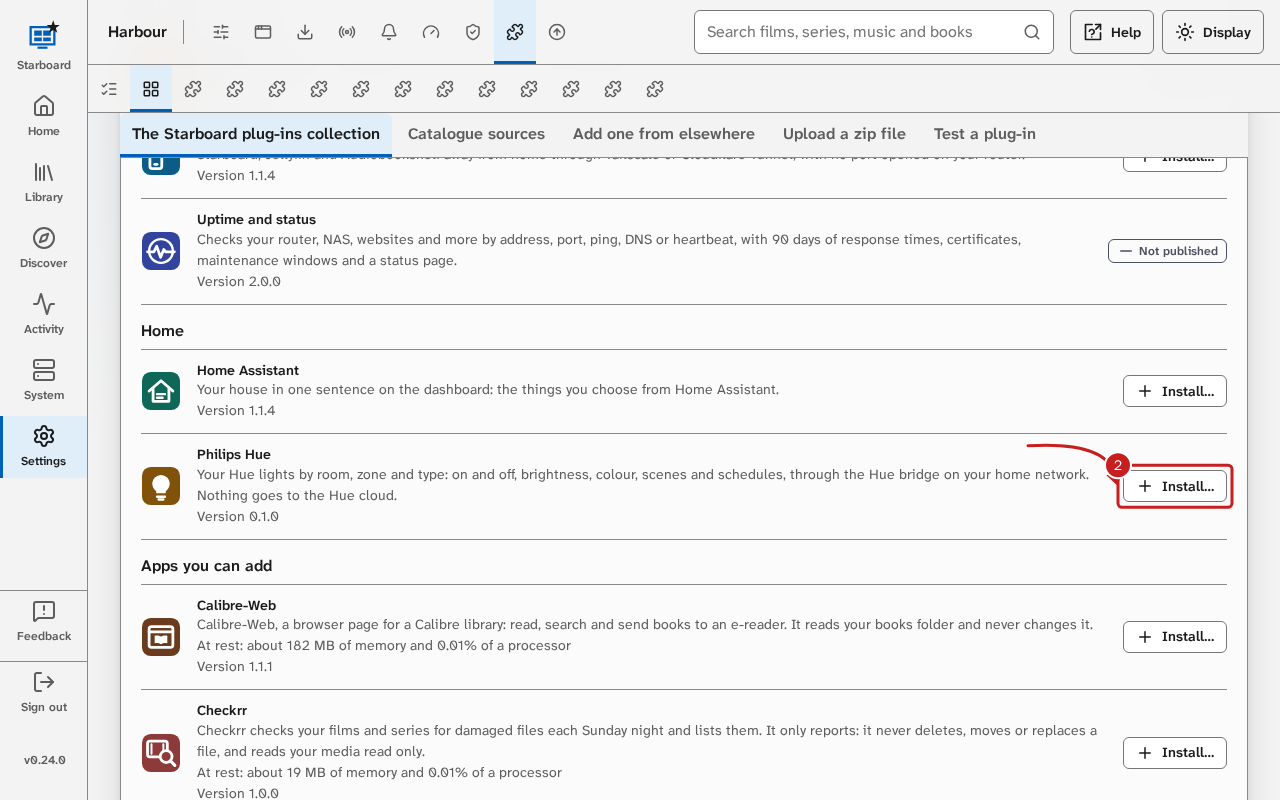 Starboard
Harbour
Search films, series, music and books
Help
Display
Home
Library
Discover
Activity
System
Settings
Feedback
Sign out
v0.24.0
The Starboard plug-ins collection
Catalogue sources
Add one from elsewhere
Upload a zip file
Test a plug-in
Version 1.1.4
Install...
Uptime and status
Checks your router, NAS, websites and more by address, port, ping, DNS or heartbeat, with 90 days of response times, certificates,
maintenance windows and a status page.
Version 2.0.0
Not published
Home
Home Assistant
Your house in one sentence on the dashboard: the things you choose from Home Assistant.
Version 1.1.4
Install...
Philips Hue
Your Hue lights by room, zone and type: on and off, brightness, colour, scenes and schedules, through the Hue bridge on your home network.
Nothing goes to the Hue cloud.
Version 0.1.0
2
Install...
Apps you can add
Calibre-Web
Calibre-Web, a browser page for a Calibre library: read, search and send books to an e-reader. It reads your books folder and never changes it.
At rest: about 182 MB of memory and 0.01% of a processor
Version 1.1.1
Install...
Checkrr
Checkrr checks your films and series for damaged files each Sunday night and lists them. It only reports: it never deletes, moves or replaces a
file, and reads your media read only.
At rest: about 19 MB of memory and 0.01% of a processor
Version 1.0.0
Install...